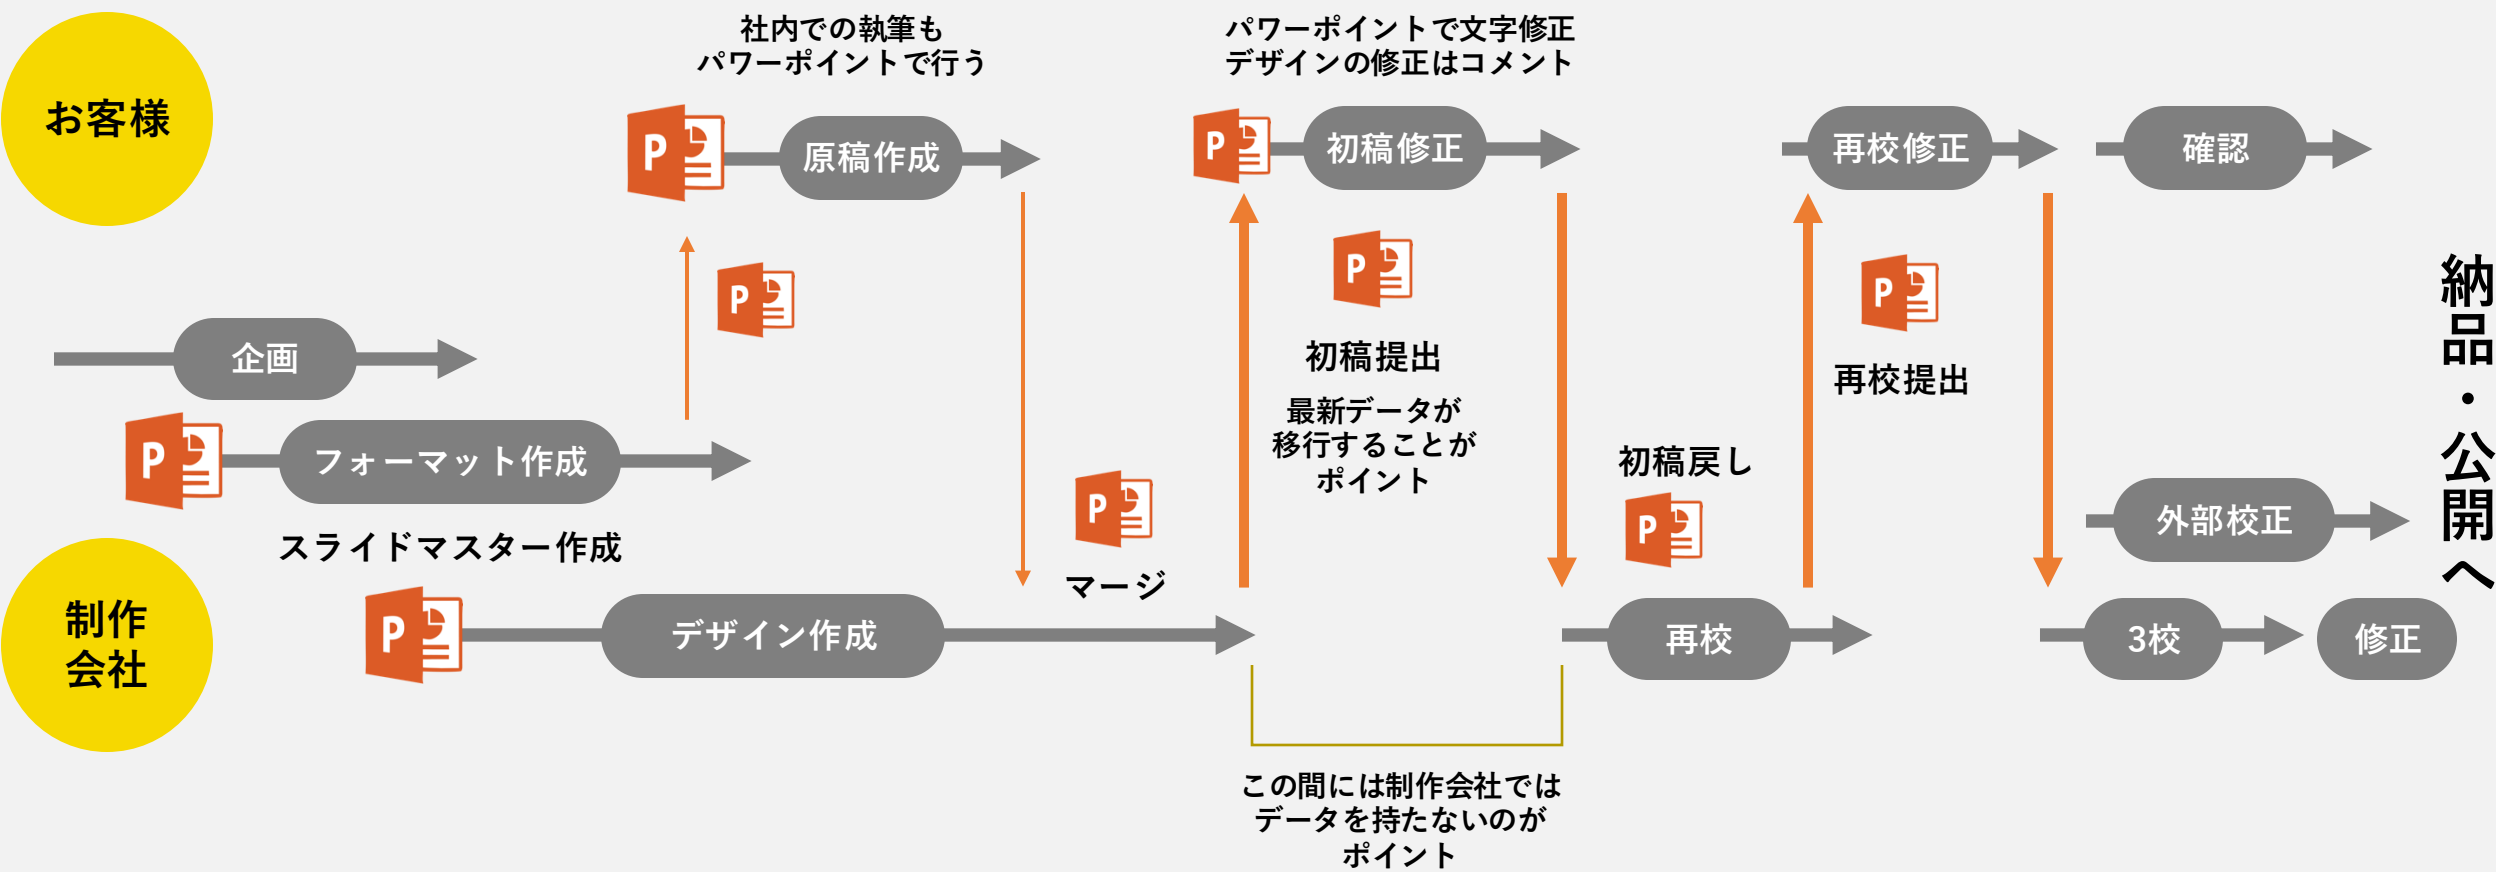 お客様
社内での執筆も
パワーポイントで行う
原稿作成
パワーポイントで文字修正
デザインの修正はコメント
初稿修正
再校修正
確認
企画
フォーマット作成
スライドマスター作成
マージ
初稿提出
最新データが
移行することが
ポイント
初稿戻し
再校提出
外部校正
納品・公開へ
制作
会社
デザイン作成
再校
3校
修正
この間には制作会社では
データを持たないのが
ポイント
P
P
P
P
P
P
P
P
P